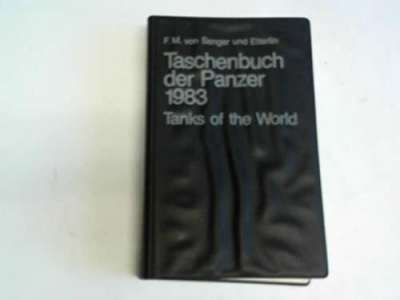 F. M. von Senger und Etterlin
Taschenbuch
der Panzer
1983
Tanks of the World